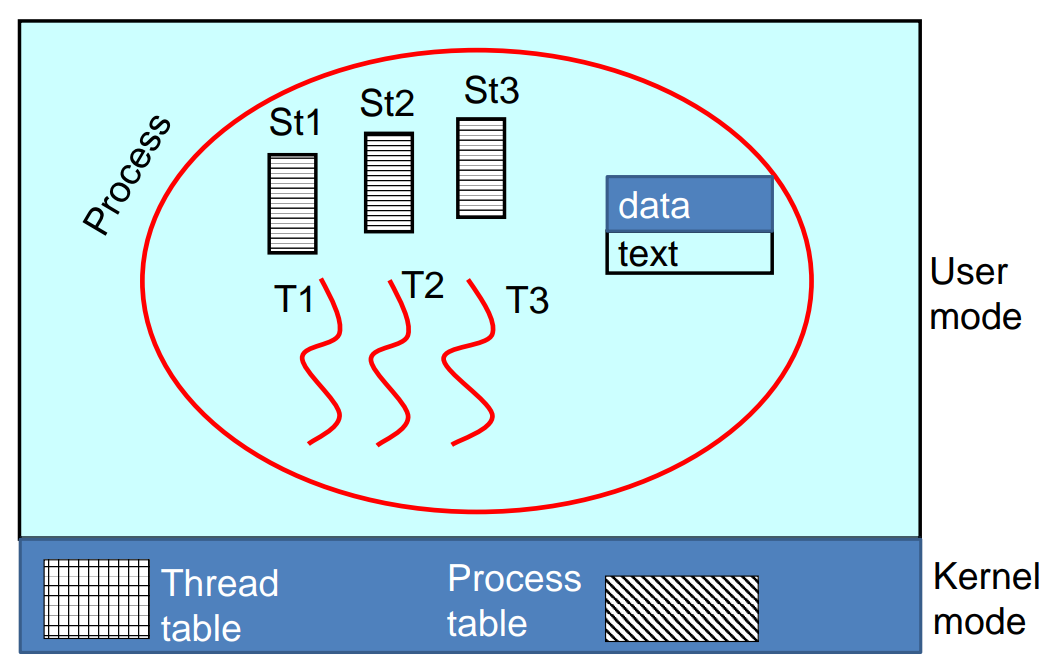 Process
St1
St2
St3
data
text
T1
T2
T3
User
mode
Thread
table
Process
table
Kernel
mode